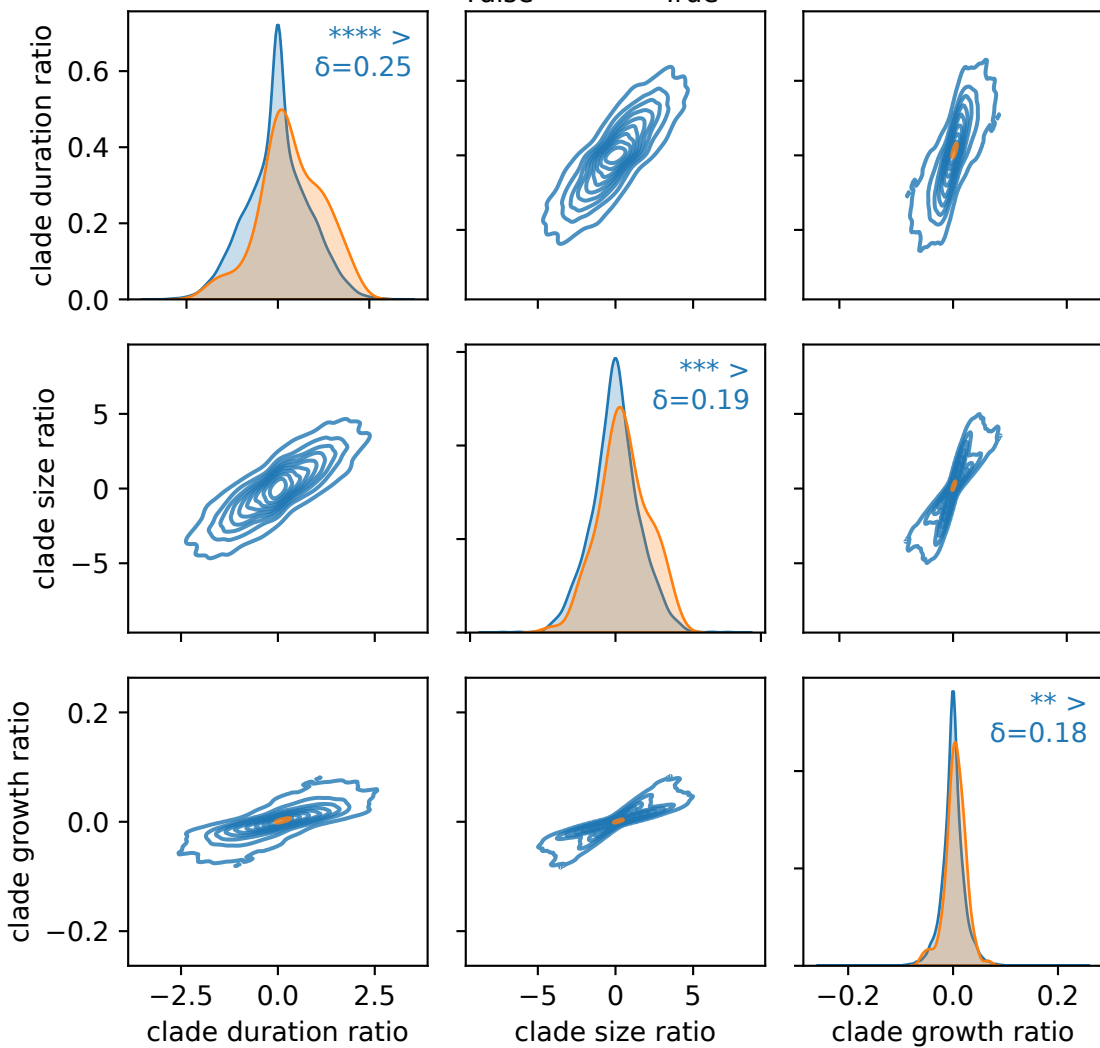 clade duration ratio
0.6
0.4
0.2
0.0
**** >
δ=0.25
clade size ratio
5
0
−5
*** >
δ=0.19
clade growth ratio
0.2
0.0
−0.2
** >
δ=0.18
−2.5 0.0 2.5
−5 0 5
−0.2 0.0 0.2
clade duration ratio
clade size ratio
clade growth ratio